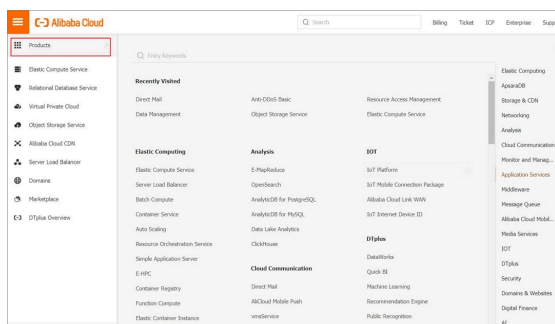 Alibaba Cloud
Search
Billing Ticket ICP Enterprise Supp
Products
Elastic Compute Service
Relational Database Service
Virtual Private Cloud
Object Storage Service
Alibaba Cloud CDN
Server Load Balancer
Domains
Marketplace
DTplus Overview
Entry Keywords
Recently Visited
Direct Mail Anti-DDoS Basic Resource Access Management
Data Management Object Storage Service Elastic Compute Service
Elastic Computing
Elastic Compute Service
Server Load Balancer
Batch Compute
Container Service
Auto Scaling
Resource Orchestration Service
Simple Application Server
E-HPC
Container Registry
Function Compute
Elastic Container Instance
Analysis
E-MapReduce
OpenSearch
AnalyticDB for PostgreSQL
AnalyticDB for MySQL
Data Lake Analytics
ClickHouse
Cloud Communication
Direct Mail
AliCloud Mobile Push
vmsService
IOT
IoT Platform
IoT Mobile Connection Package
Alibaba Cloud Link WAN
IoT Internet Device ID
DTplus
DataWorks
Quick BI
Machine Learning
Recommendation Engine
Public Recognition
Elastic Computing
ApsaraDB
Storage & CDN
Networking
Analysis
Cloud Communication
Monitor and Manag...
Application Services
Middleware
Message Queue
Alibaba Cloud Mobil...
Media Services
IOT
DTplus
Security
Domains & Websites
Digital Finance
AI